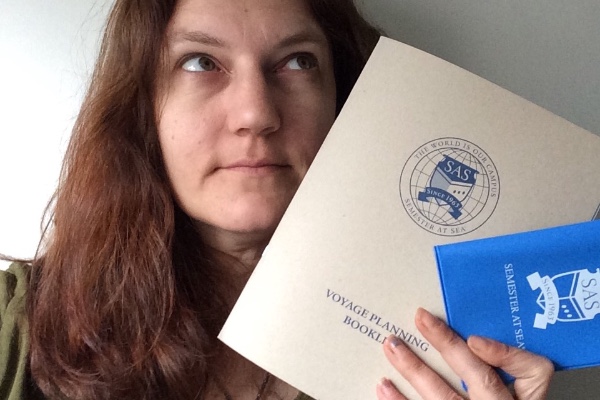 THE WORLD IS OUR CAMPUS
SAS
SINCE 1963
SEMESTER AT SEA
VOYAGE PLANNING
SAS
SINCE 1963
SEMESTER AT SEA